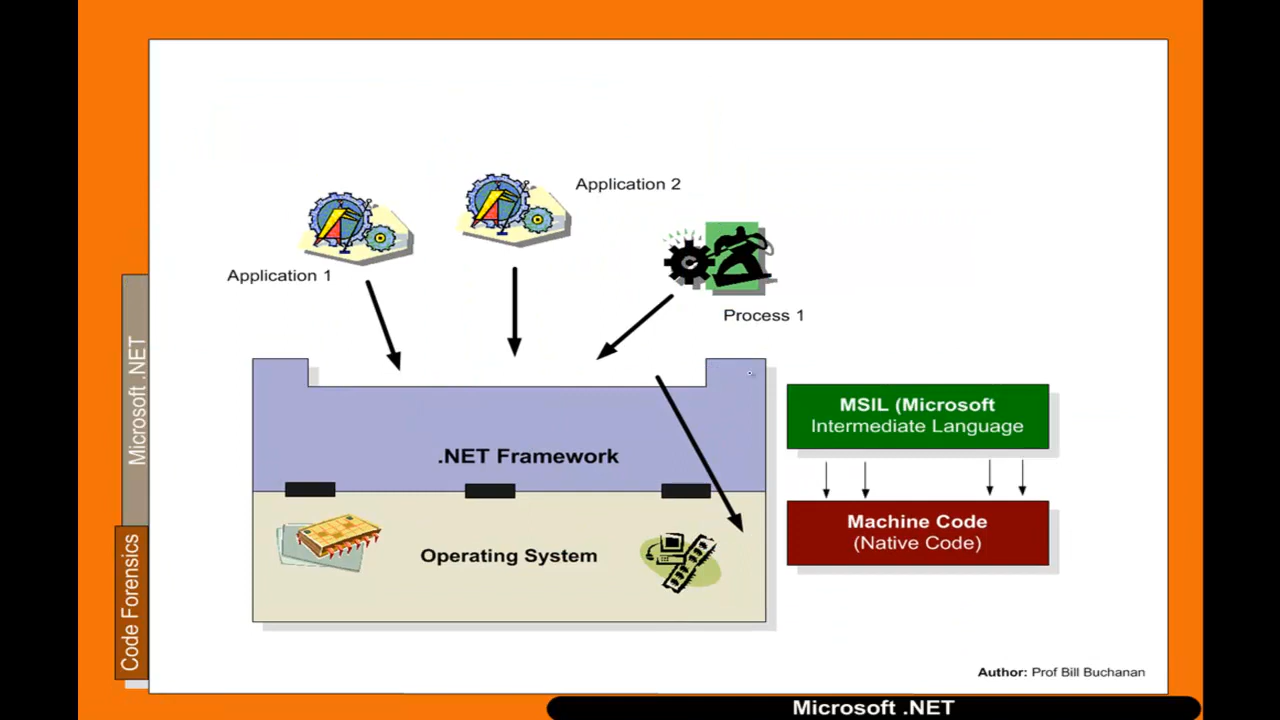 Application 2
Application 1
Process 1
MSIL (Microsoft
Intermediate Language
.NET Framework
Machine Code
(Native Code)
Operating System
Microsoft .NET
Code Forensics
Author: Prof Bill Buchanan
Microsoft .NET